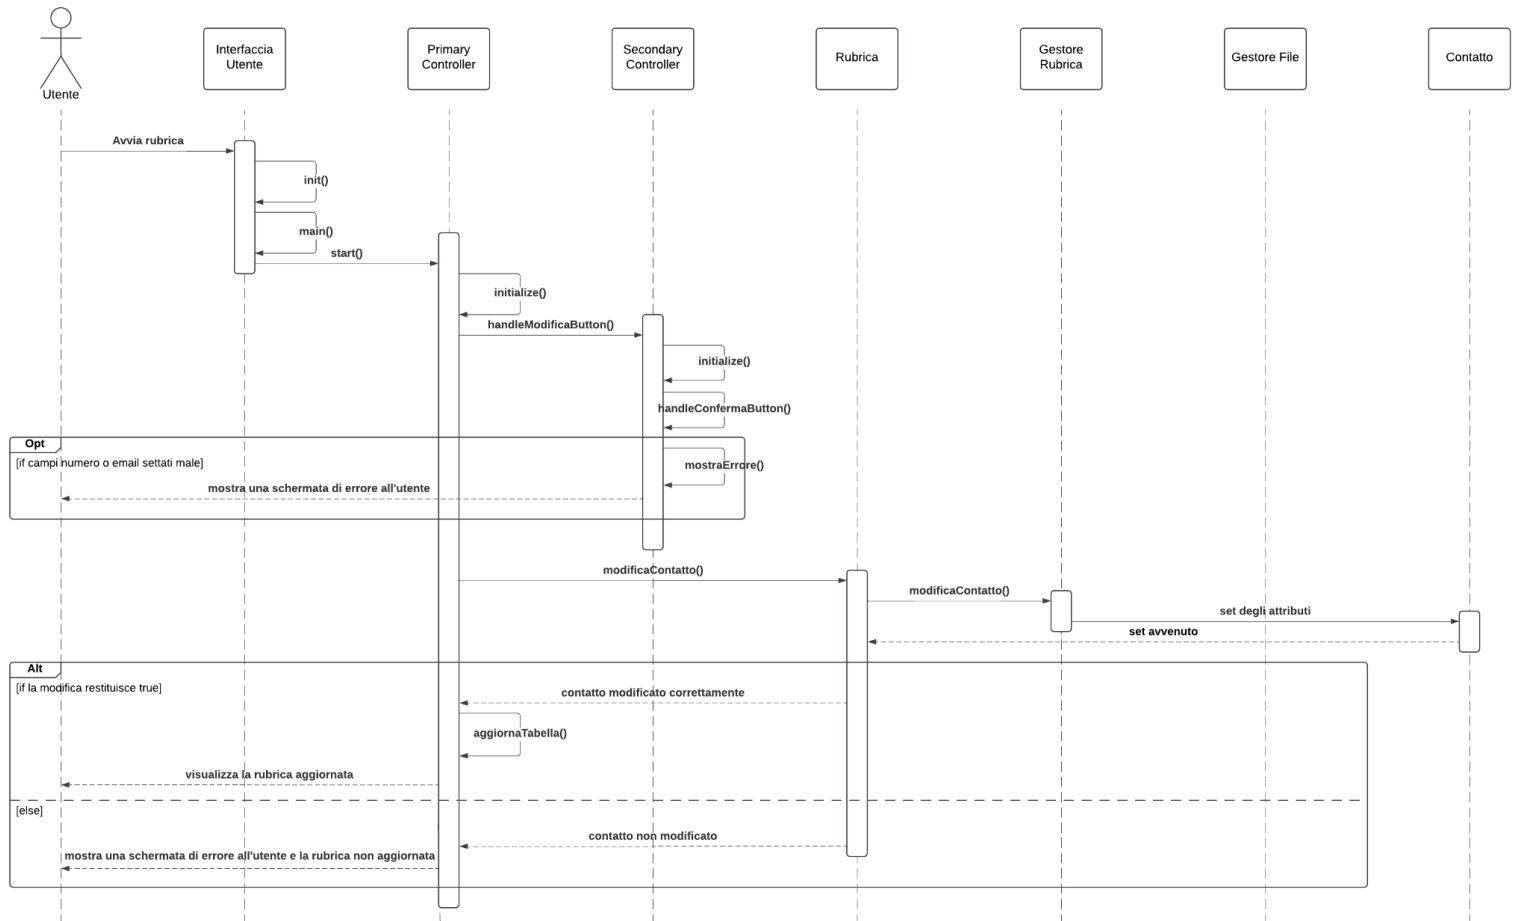 Utente
Interfaccia
Utente
Primary
Controller
Secondary
Controller
Rubrica
Gestore
Rubrica
Gestore File
Contatto
Avvia rubrica
init()
main()
start()
initialize()
handleModificaButton()
initialize()
handleConfermaButton()
Opt
[if campi numero o email settati male]
mostraErrore()
mostra una schermata di errore all'utente
modificaContatto()
modificaContatto()
set degli attributi
set avvenuto
Alt
[if la modifica restituisce true]
contatto modificato correttamente
aggiornaTabella()
visualizza la rubrica aggiornata
[else]
contatto non modificato
mostra una schermata di errore all'utente e la rubrica non aggiornata